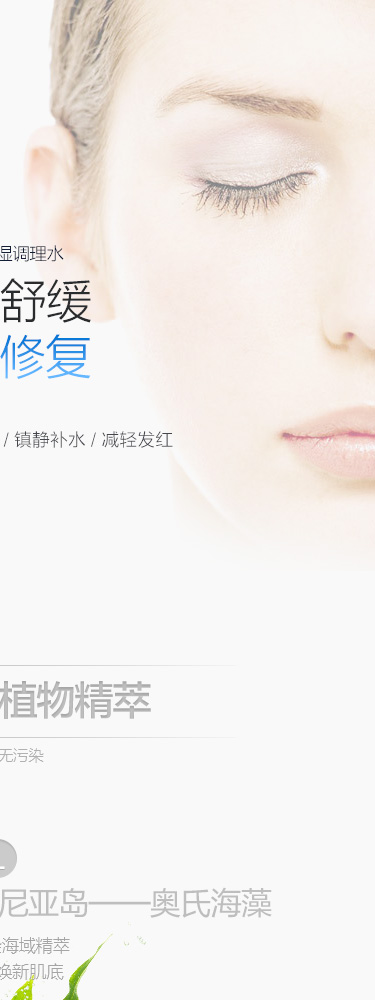 湿调理水
舒缓
修复
/ 镇静补水 / 减轻发红
植物精萃
无污染
尼亚岛——奥氏海藻
海域精萃
焕新肌底